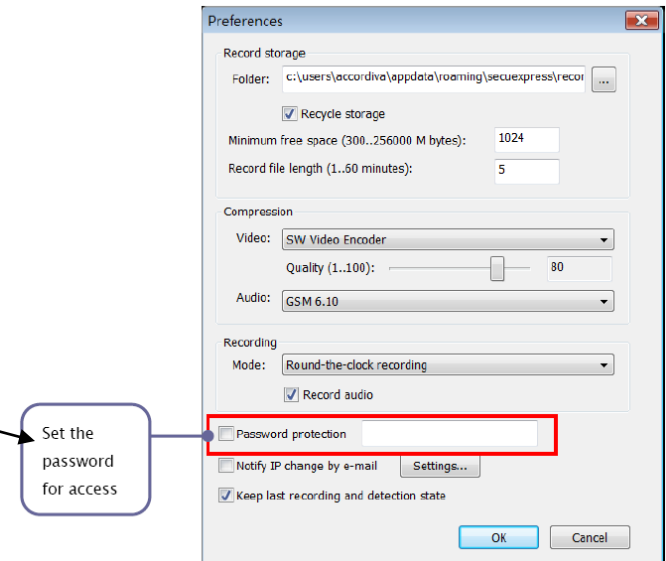 Preferences
Record storage
Folder: c:\users\accordiva\appdata\roaming\secuexpress\recor ...
Recycle storage
Minimum free space (300..256000 M bytes): 1024
Record file length (1..60 minutes): 5
Compression
Video: SW Video Encoder
Quality (1..100): 80
Audio: GSM 6.10
Recording
Mode: Round-the-clock recording
Record audio
Set the
password
for access
Password protection
Notify IP change by e-mail Settings...
Keep last recording and detection state
OK Cancel